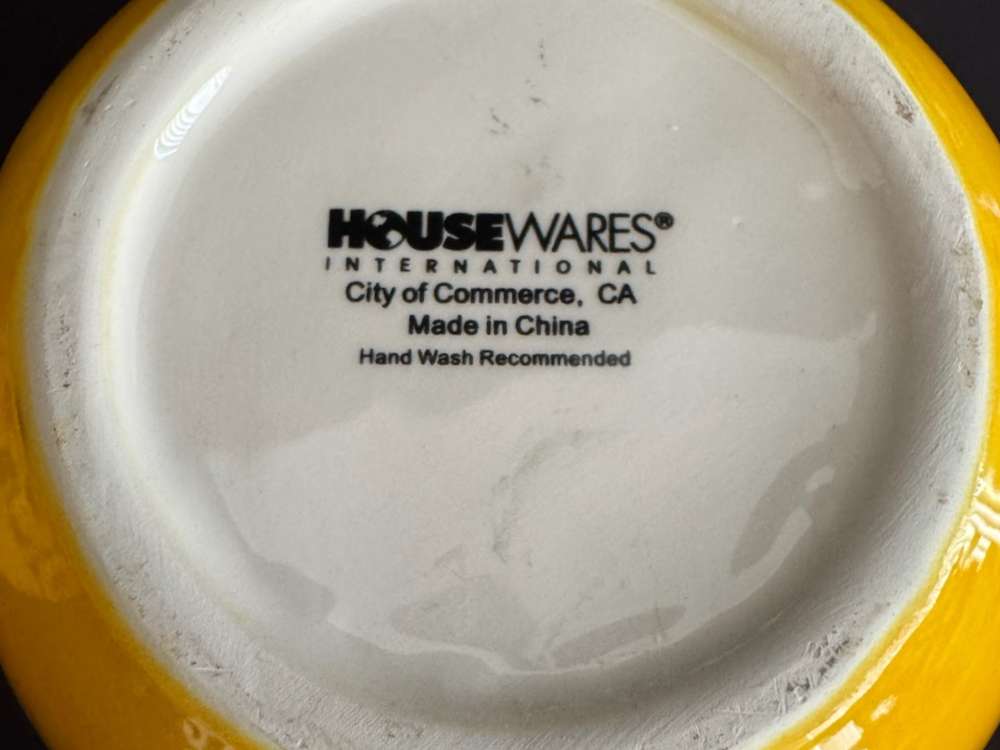 HOUSEWARES®
INTERNATIONAL
City of Commerce, CA
Made in China
Hand Wash Recommended